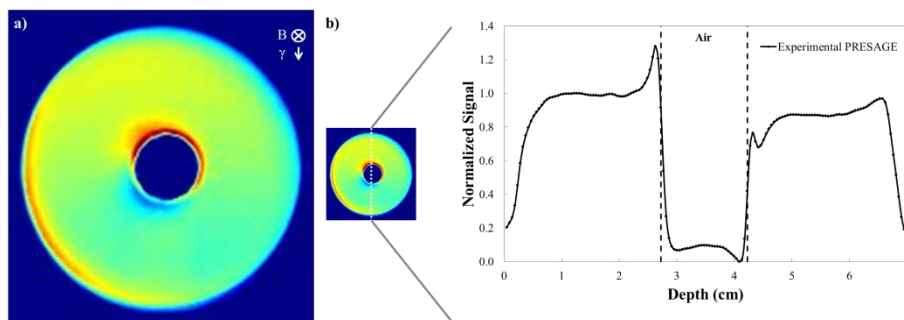 a)
B ⊗
γ ↓
b)
Normalized Signal
1.4
1.2
1.0
0.8
0.6
0.4
0.2
0.0
Air
Experimental PRESAGE
0 1 2 3 4 5 6
Depth (cm)